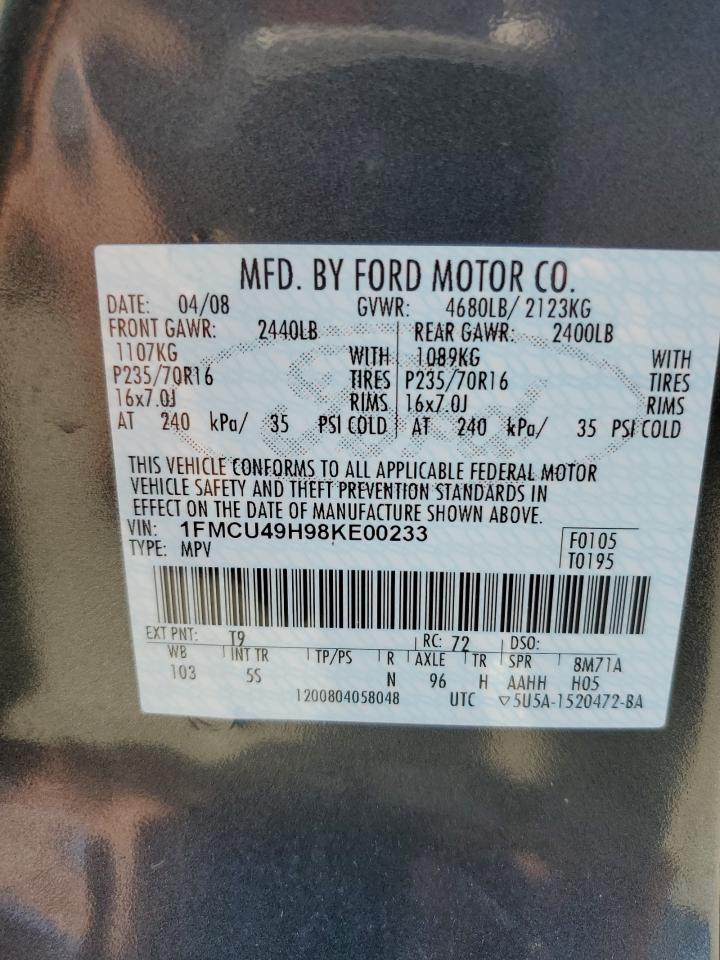 MFD. BY FORD MOTOR CO.
DATE: 04/08 GVWR: 4680LB/ 2123KG
FRONT GAWR: 2440LB REAR GAWR: 2400LB
1107KG WITH 1089KG WITH
P235/70R16 TIRES P235/70R16 TIRES
16x7.0J RIMS 16x7.0J RIMS
AT 240 kPa/ 35 PSI COLD AT 240 kPa/ 35 PSI COLD
THIS VEHICLE CONFORMS TO ALL APPLICABLE FEDERAL MOTOR
VEHICLE SAFETY AND THEFT PREVENTION STANDARDS IN
EFFECT ON THE DATE OF MANUFACTURE SHOWN ABOVE.
VIN: 1FMCU49H98KE00233 F0105
TYPE: MPV T0195
EXT PNT: T9 RC: 72 DSO:
WB INT TR TP/PS R AXLE TR SPR 8M71A
103 5S N 96 H AAHH H05
1200804058048 UTC ▽5U5A-1520472-BA